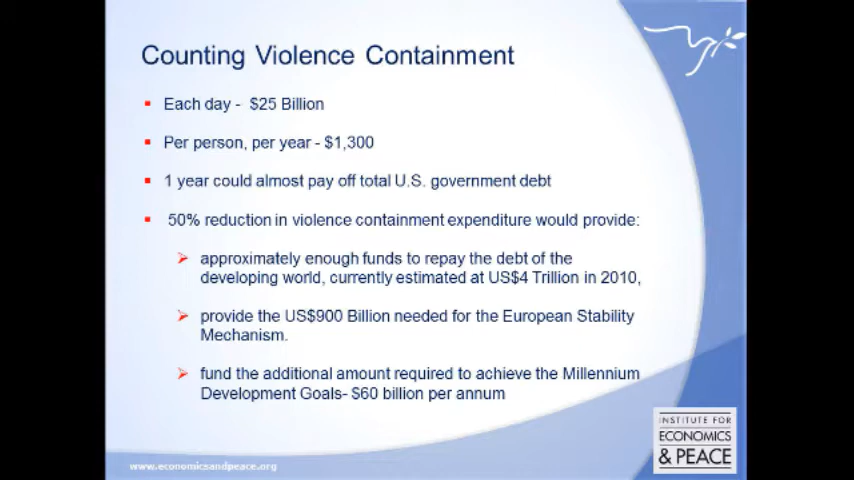 Counting Violence Containment
Each day - $25 Billion
Per person, per year - $1,300
1 year could almost pay off total U.S. government debt
50% reduction in violence containment expenditure would provide:
approximately enough funds to repay the debt of the
developing world, currently estimated at US$4 Trillion in 2010,
provide the US$900 Billion needed for the European Stability
Mechanism.
fund the additional amount required to achieve the Millennium
Development Goals- $60 billion per annum
INSTITUTE FOR
ECONOMICS
& PEACE
www.economicsandpeace.org